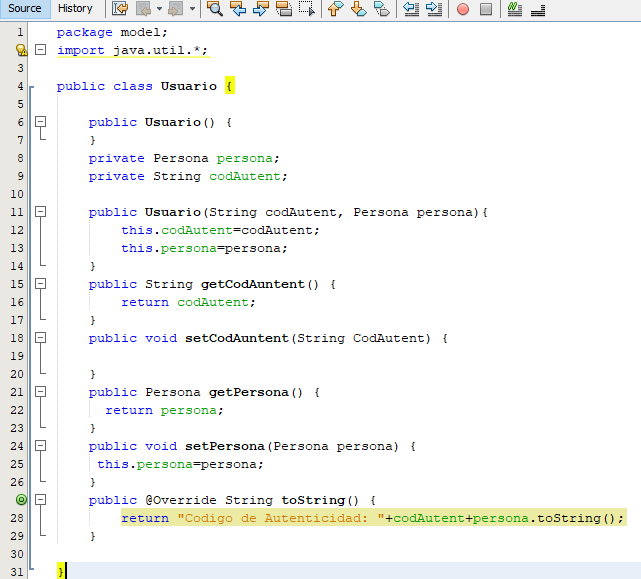 Source History
1 package model;
import java.util.*;
3
4 public class Usuario {
5
6 public Usuario() {
7 }
8 private Persona persona;
9 private String codAutent;
10
11 public Usuario(String codAutent, Persona persona){
12 this.codAutent=codAutent;
13 this.persona=persona;
14 }
15 public String getCodAuntent() {
16 return codAutent;
17 }
18 public void setCodAuntent(String CodAutent) {
19
20 }
21 public Persona getPersona() {
22 return persona;
23 }
24 public void setPersona(Persona persona) {
25 this.persona=persona;
26 }
public @Override String toString() {
28 return "Codigo de Autenticidad: "+codAutent+persona.toString();
29 }
30
31 }